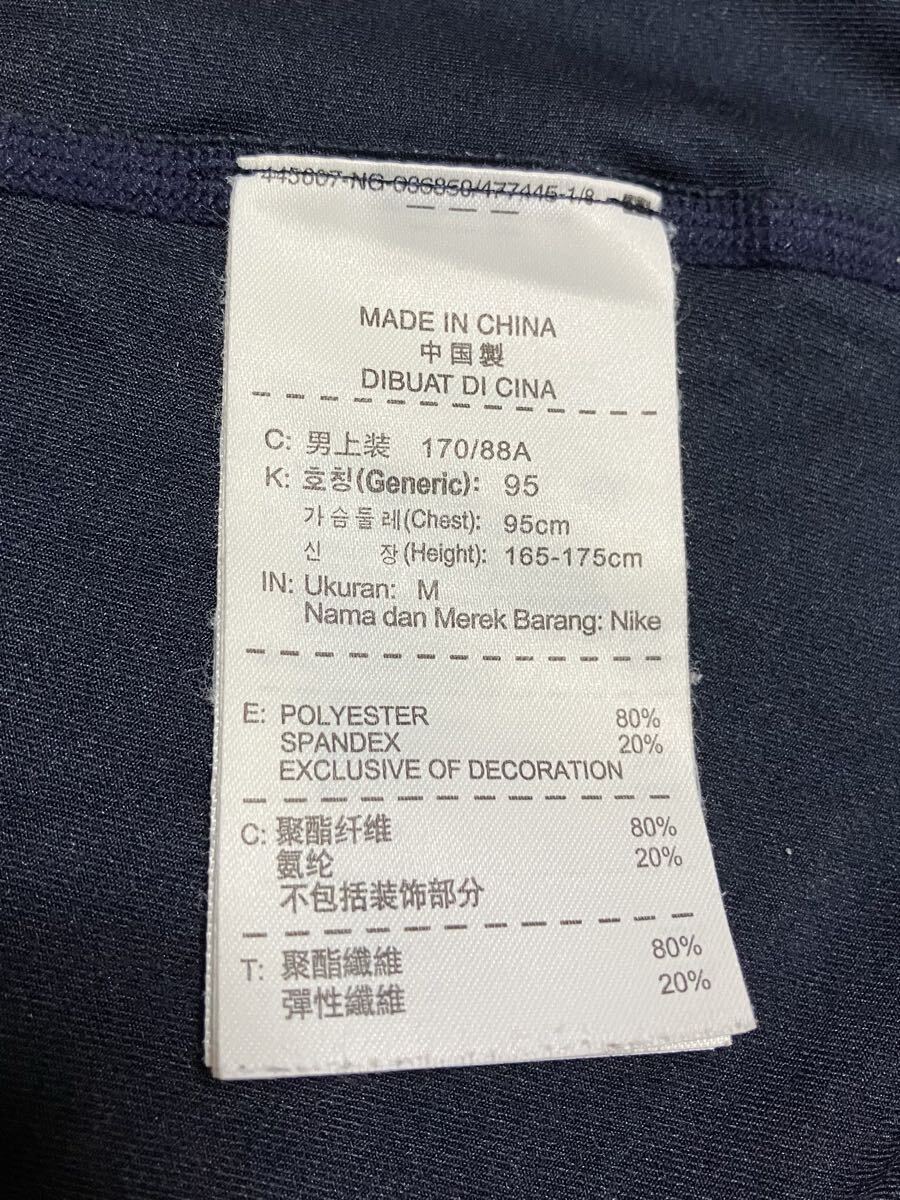 MADE IN CHINA
中国製
DIBUAT DI CINA
C: 男上装 170/88A
K: 호칭(Generic): 95
가슴둘레(Chest): 95cm
신 장(Height): 165-175cm
IN: Ukuran: M
Nama dan Merek Barang: Nike
E: POLYESTER 80%
SPANDEX 20%
EXCLUSIVE OF DECORATION
C: 聚酯纤维 80%
氨纶 20%
不包括装饰部分
T: 聚酯纖維 80%
彈性纖維 20%